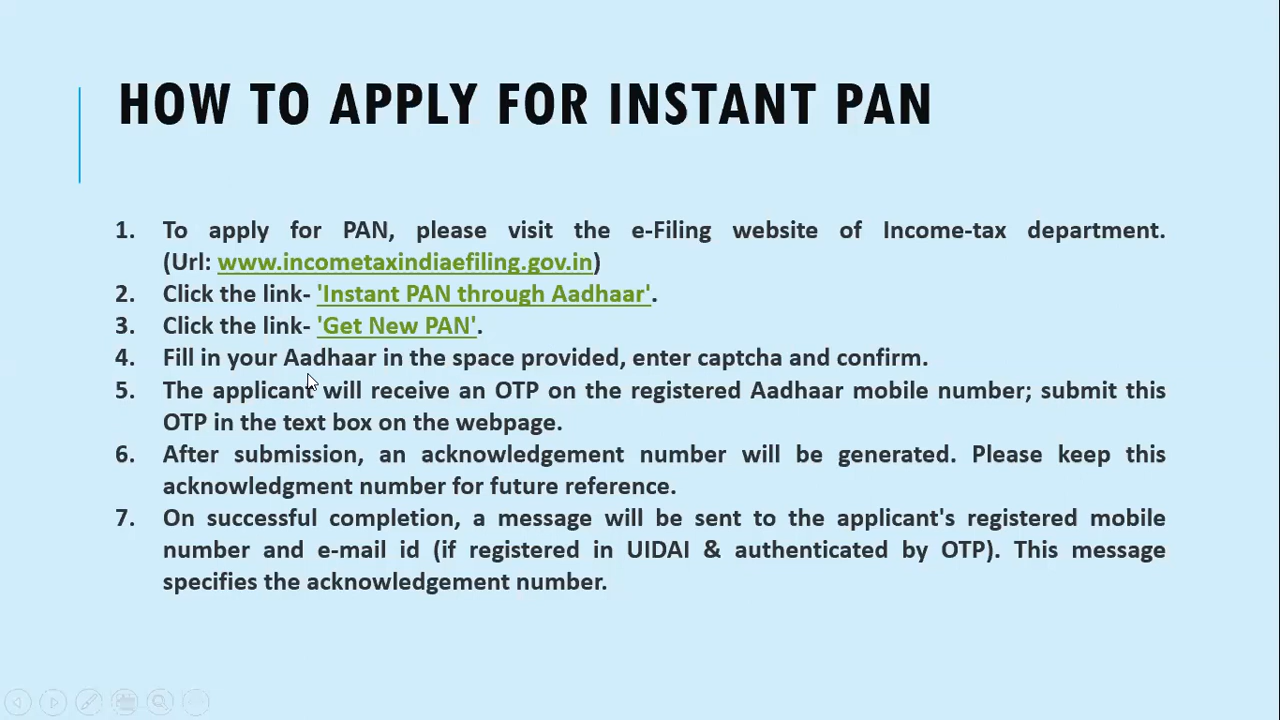 HOW TO APPLY FOR INSTANT PAN
1. To apply for PAN, please visit the e-Filing website of Income-tax department.
(Url: www.incometaxindiaefiling.gov.in)
2. Click the link- 'Instant PAN through Aadhaar'.
3. Click the link- 'Get New PAN'.
4. Fill in your Aadhaar in the space provided, enter captcha and confirm.
5. The applicant will receive an OTP on the registered Aadhaar mobile number; submit this
OTP in the text box on the webpage.
6. After submission, an acknowledgement number will be generated. Please keep this
acknowledgment number for future reference.
7. On successful completion, a message will be sent to the applicant's registered mobile
number and e-mail id (if registered in UIDAI & authenticated by OTP). This message
specifies the acknowledgement number.